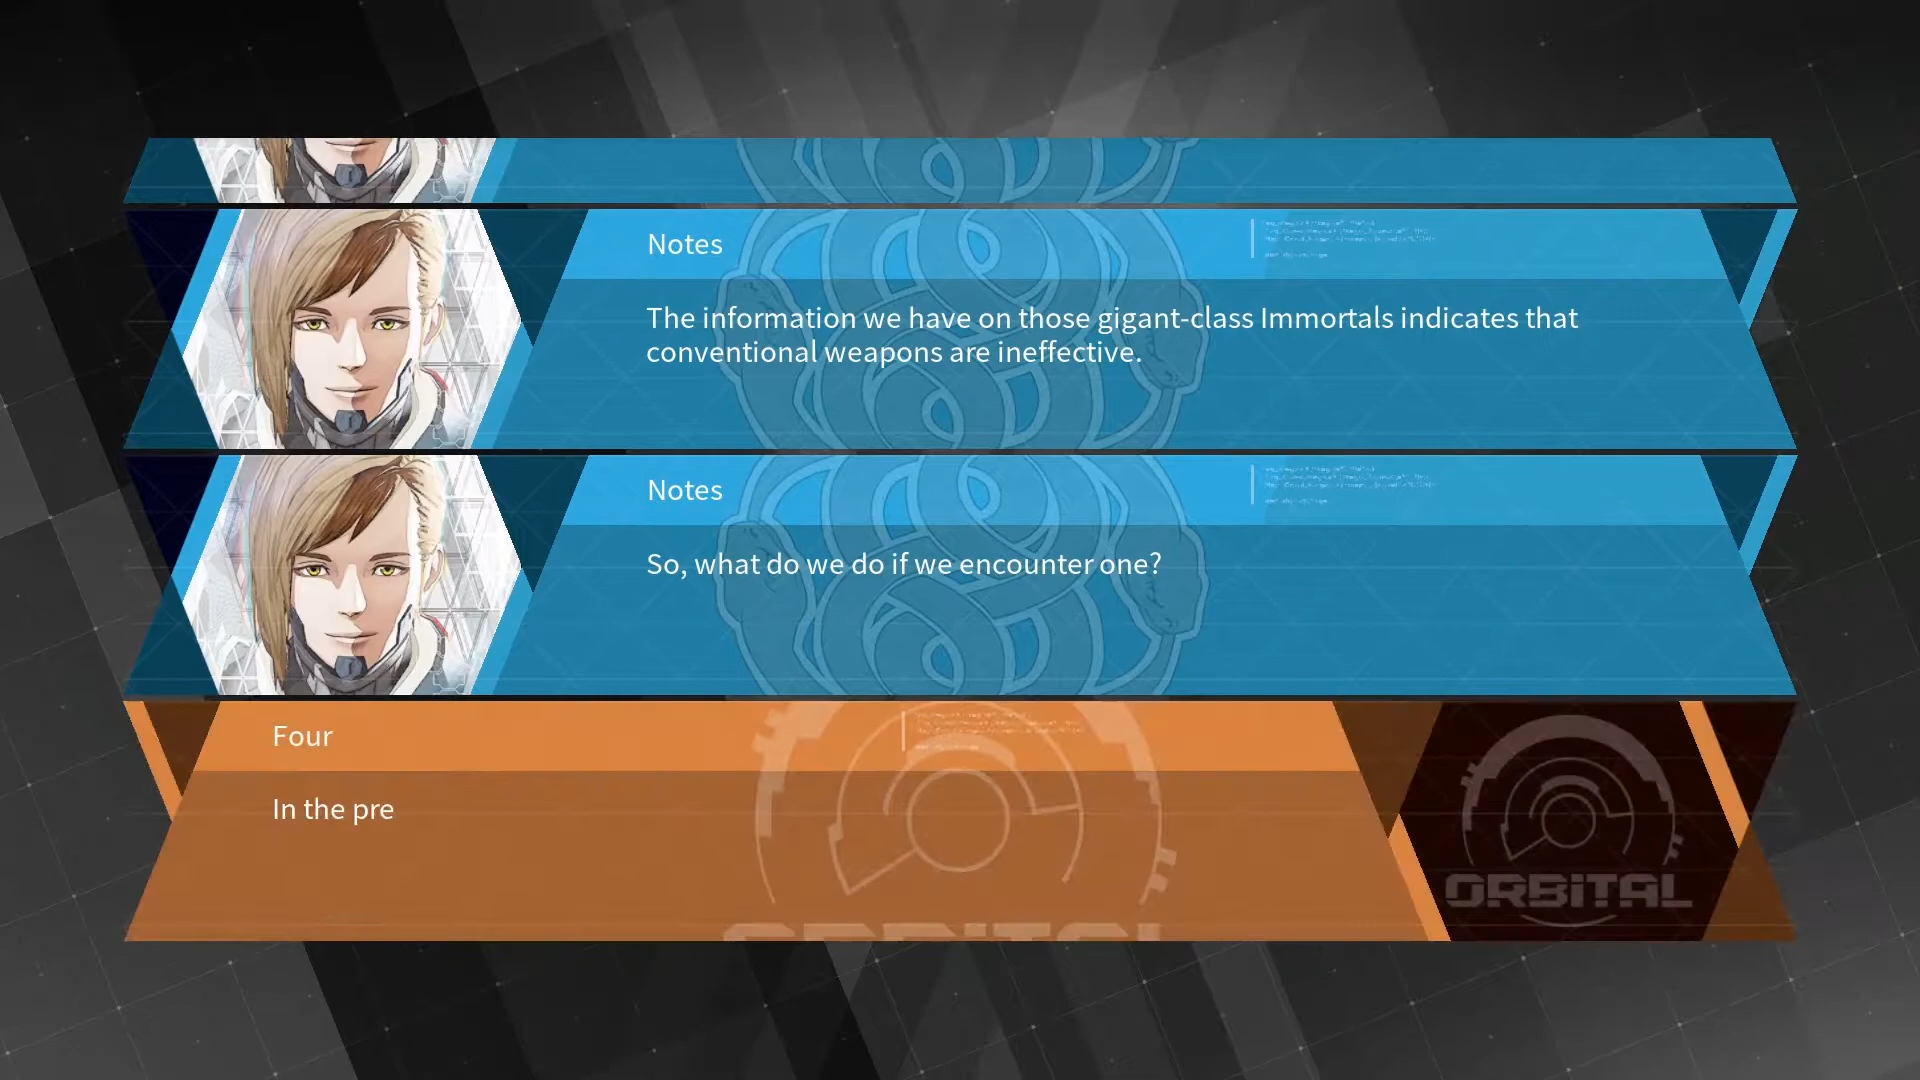 Notes
The information we have on those gigant-class Immortals indicates that
conventional weapons are ineffective.
Notes
So, what do we do if we encounter one?
Four
In the pre
ORBITAL
ORBITAL